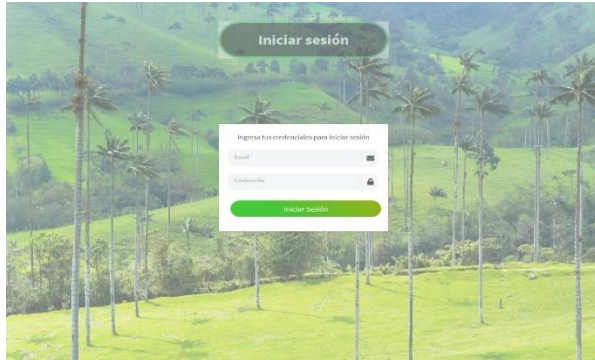 Iniciar sesión
Ingresa tus credenciales para iniciar sesión
Email
Contraseña
Iniciar Sesión